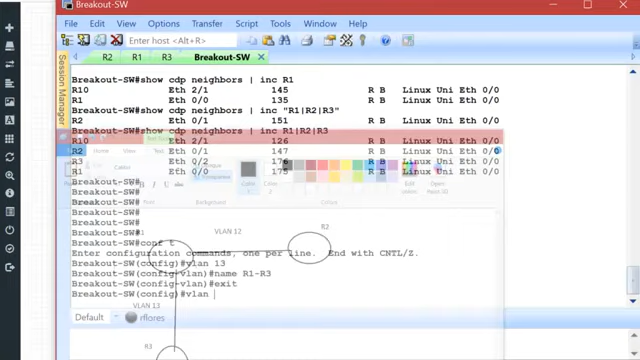 Breakout-SW
File Edit View Options Transfer Script Tools Window Help
Enter host <Alt+R>
R2 R1 R3 Breakout-SW
Session Manager
Breakout-SW#show cdp neighbors | inc R1
R10 Eth 2/1 145 R B Linux Uni Eth 0/0
R1 Eth 0/0 135 R B Linux Uni Eth 0/0
Breakout-SW#show cdp neighbors | inc "R1|R2|R3"
R2 Eth 0/1 151 R B Linux Uni Eth 0/0
Breakout-SW#show cdp neighbors | inc R1|R2|R3
R10 Eth 2/1 126 R B Linux Uni Eth 0/0
R2 Eth 0/1 147 R B Linux Uni Eth 0/0
R3 Eth 0/2 176 R B Linux Uni Eth 0/0
R1 Eth 0/0 175 R B Linux Uni Eth 0/0
Breakout-SW#
Breakout-SW#
Breakout-SW#
Breakout-SW#
Breakout-SW#
Breakout-SW#
Breakout-SW#conf t
Enter configuration commands, one per line. End with CNTL/Z.
Breakout-SW(config)#vlan 13
Breakout-SW(config-vlan)#name R1-R3
Breakout-SW(config-vlan)#exit
Breakout-SW(config)#vlan
VLAN 12
R2
VLAN 13
R3
Default rflores